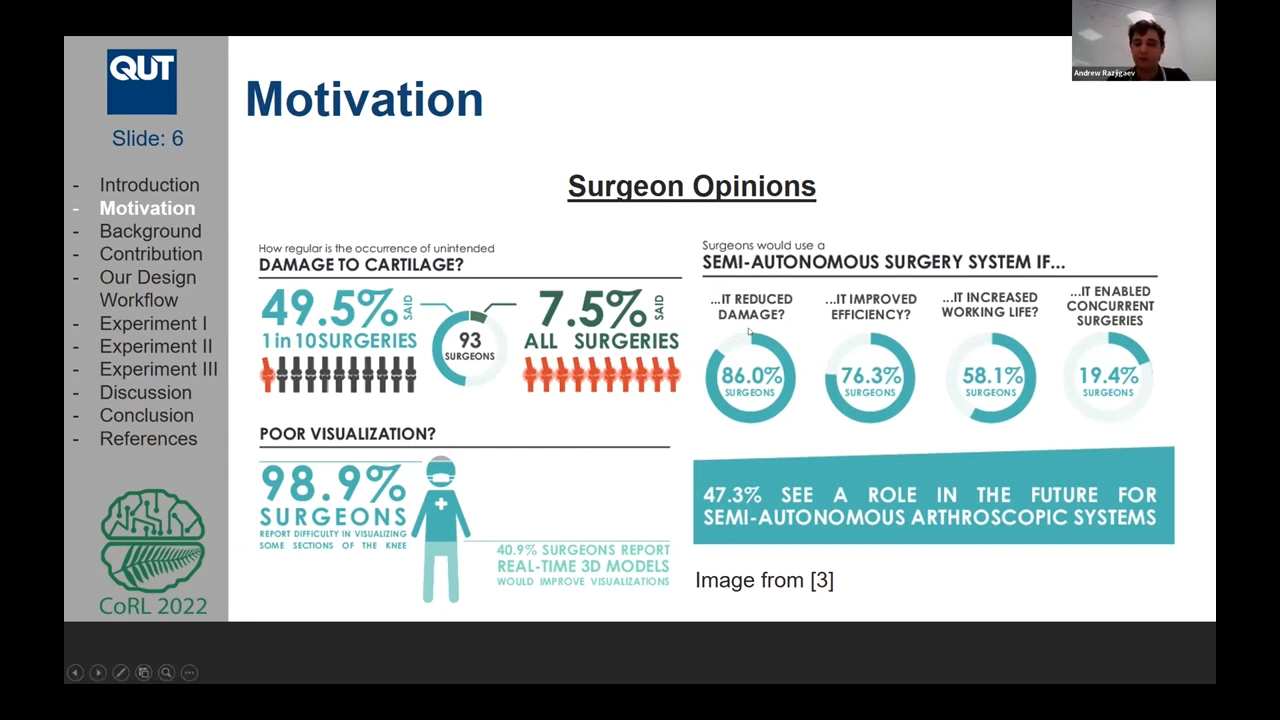 QUT
Slide: 6
- Introduction
- Motivation
- Background
- Contribution
- Our Design
Workflow
- Experiment I
- Experiment II
- Experiment III
- Discussion
- Conclusion
- References
CoRL 2022
Motivation
Surgeon Opinions
How regular is the occurrence of unintended
DAMAGE TO CARTILAGE?
49.5% SAID
1 in 10 SURGERIES
93
SURGEONS
7.5% SAID
ALL SURGERIES
POOR VISUALIZATION?
98.9%
SURGEONS
REPORT DIFFICULTY IN VISUALIZING
SOME SECTIONS OF THE KNEE
40.9% SURGEONS REPORT
REAL-TIME 3D MODELS
WOULD IMPROVE VISUALIZATIONS
Surgeons would use a
SEMI-AUTONOMOUS SURGERY SYSTEM IF...
...IT REDUCED
DAMAGE?
86.0%
SURGEONS
...IT IMPROVED
EFFICIENCY?
76.3%
SURGEONS
...IT INCREASED
WORKING LIFE?
58.1%
SURGEONS
...IT ENABLED
CONCURRENT
SURGERIES
19.4%
SURGEONS
47.3% SEE A ROLE IN THE FUTURE FOR
SEMI-AUTONOMOUS ARTHROSCOPIC SYSTEMS
Image from [3]
Andrew Razjigaev